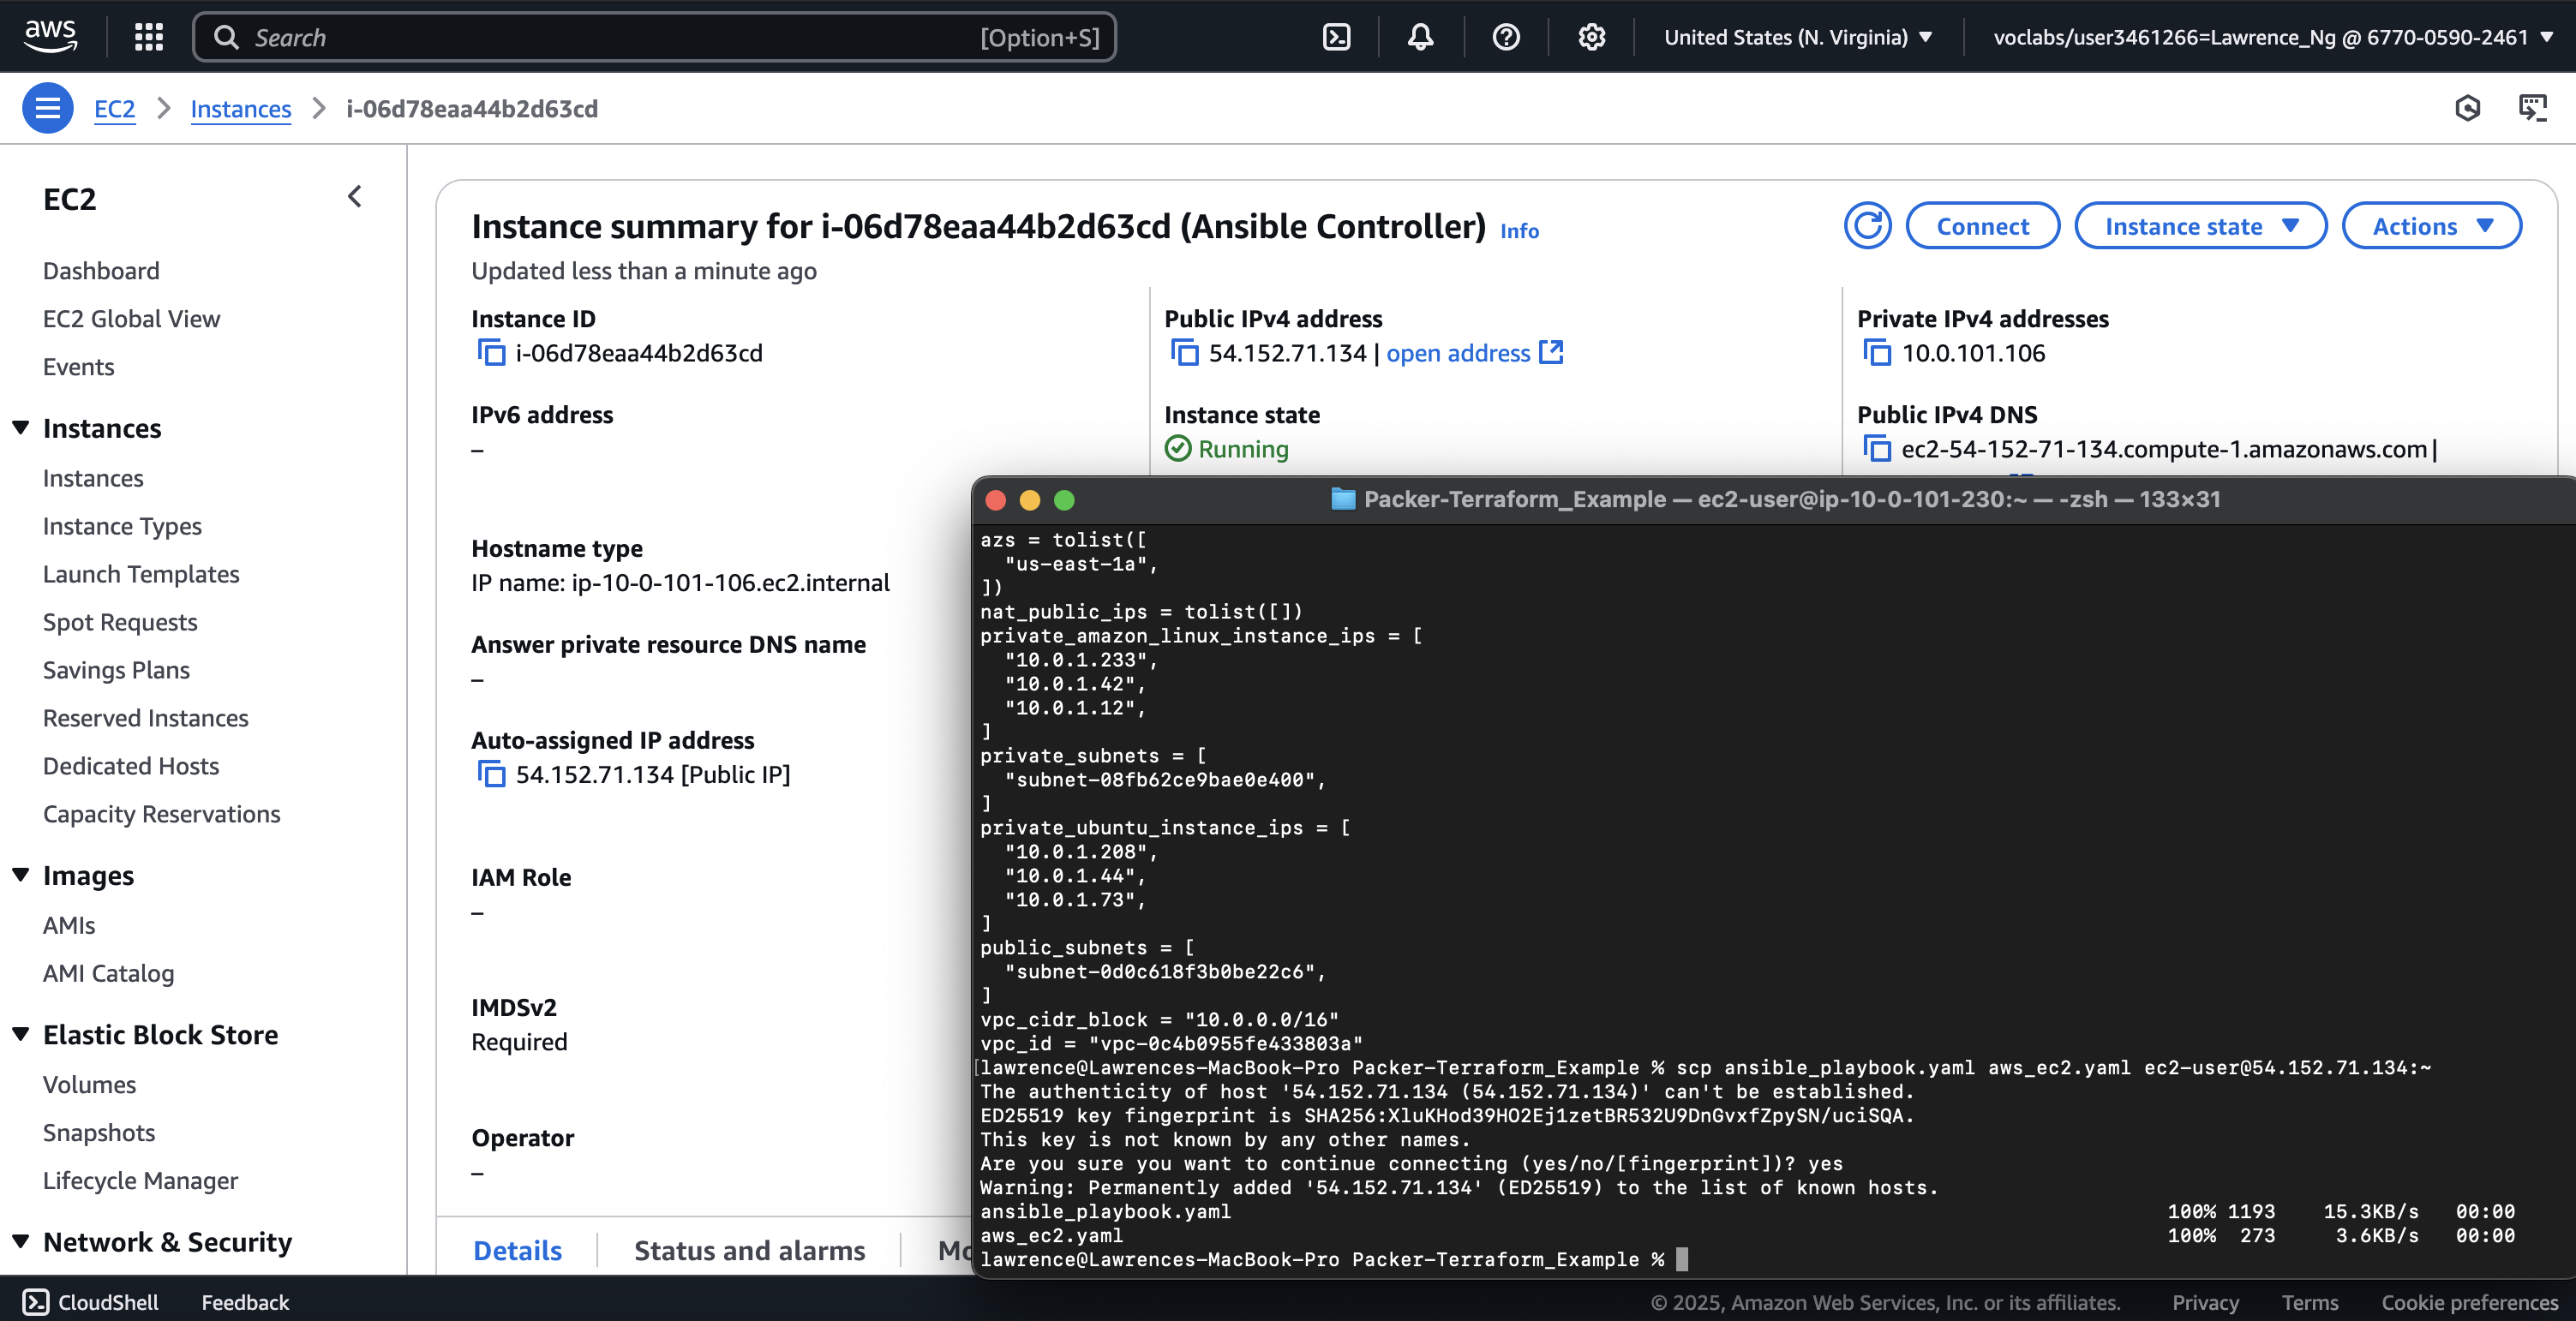 aws
Search
[Option+S]
United States (N. Virginia)
voclabs/user3461266=Lawrence_Ng @ 6770-0590-2461
EC2
Instances
i-06d78eaa44b2d63cd
EC2
Dashboard
EC2 Global View
Events
Instances
Instances
Instance Types
Launch Templates
Spot Requests
Savings Plans
Reserved Instances
Dedicated Hosts
Capacity Reservations
Images
AMIs
AMI Catalog
Elastic Block Store
Volumes
Snapshots
Lifecycle Manager
Network & Security
Instance summary for i-06d78eaa44b2d63cd (Ansible Controller) Info
Updated less than a minute ago
Connect
Instance state
Actions
Instance ID
i-06d78eaa44b2d63cd
Public IPv4 address
54.152.71.134 | open address
Private IPv4 addresses
10.0.101.106
IPv6 address
–
Instance state
Running
Public IPv4 DNS
ec2-54-152-71-134.compute-1.amazonaws.com |
Hostname type
IP name: ip-10-0-101-106.ec2.internal
Answer private resource DNS name
–
Auto-assigned IP address
54.152.71.134 [Public IP]
IAM Role
–
IMDSv2
Required
Operator
–
Details
Status and alarms
Packer-Terraform_Example — ec2-user@ip-10-0-101-230:~ — -zsh — 133×31
azs = tolist([
"us-east-1a",
])
nat_public_ips = tolist([])
private_amazon_linux_instance_ips = [
"10.0.1.233",
"10.0.1.42",
"10.0.1.12",
]
private_subnets = [
"subnet-08fb62ce9bae0e400",
]
private_ubuntu_instance_ips = [
"10.0.1.208",
"10.0.1.44",
"10.0.1.73",
]
public_subnets = [
"subnet-0d0c618f3b0be22c6",
]
vpc_cidr_block = "10.0.0.0/16"
vpc_id = "vpc-0c4b0955fe433803a"
[lawrence@Lawrences-MacBook-Pro Packer-Terraform_Example % scp ansible_playbook.yaml aws_ec2.yaml ec2-user@54.152.71.134:~
The authenticity of host '54.152.71.134 (54.152.71.134)' can't be established.
ED25519 key fingerprint is SHA256:XluKHod39HO2Ej1zetBR532U9DnGvxfZpySN/uciSQA.
This key is not known by any other names.
Are you sure you want to continue connecting (yes/no/[fingerprint])? yes
Warning: Permanently added '54.152.71.134' (ED25519) to the list of known hosts.
ansible_playbook.yaml 100% 1193 15.3KB/s 00:00
aws_ec2.yaml 100% 273 3.6KB/s 00:00
lawrence@Lawrences-MacBook-Pro Packer-Terraform_Example %
CloudShell
Feedback
© 2025, Amazon Web Services, Inc. or its affiliates.
Privacy
Terms
Cookie preferences